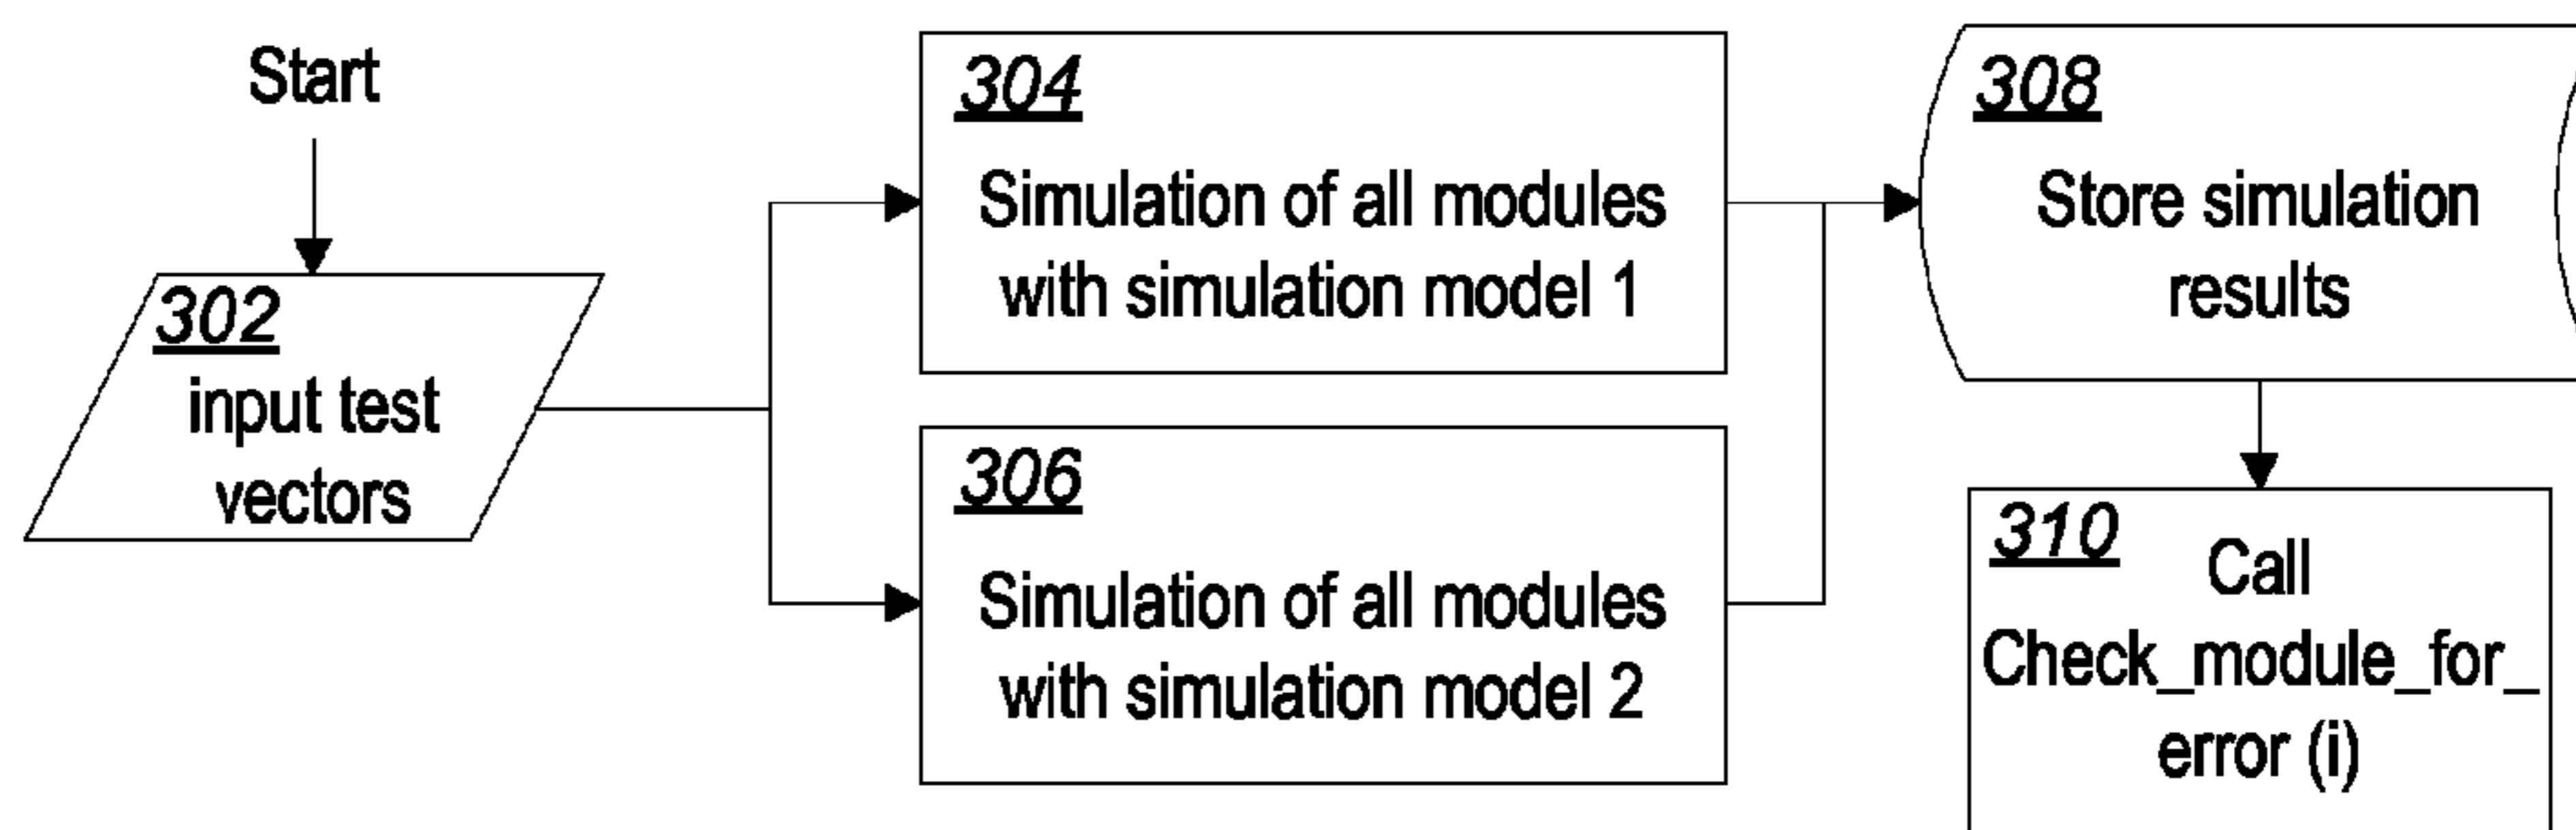 Start
302
input test
vectors
304
Simulation of all modules
with simulation model 1
306
Simulation of all modules
with simulation model 2
308
Store simulation
results
310
Call
Check_module_for_
error (i)